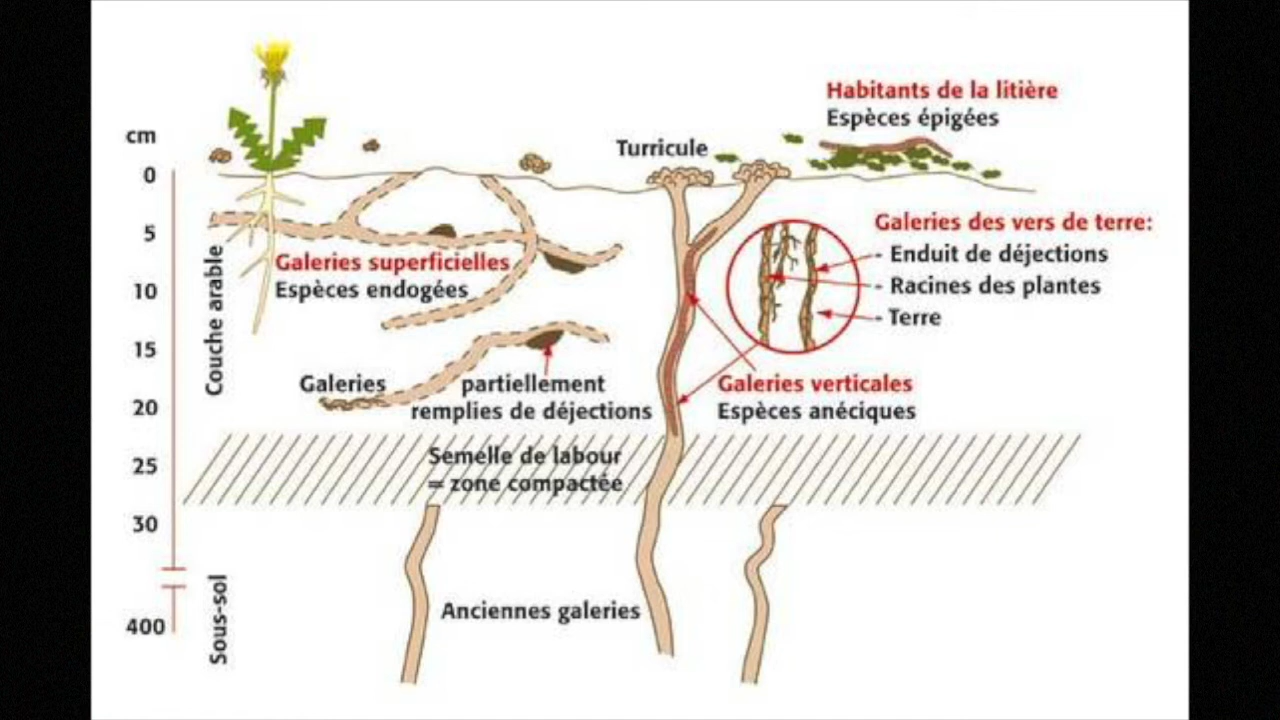 Habitants de la litière
Espèces épigées
cm
Turricule
0
5
10
15
20
25
30
400
Couche arable
Sous-sol
Galeries superficielles
Espèces endogées
Galeries des vers de terre:
- Enduit de déjections
- Racines des plantes
- Terre
Galeries
partiellement
remplies de déjections
Galeries verticales
Espèces anéciques
Semelle de labour
= zone compactée
Anciennes galeries